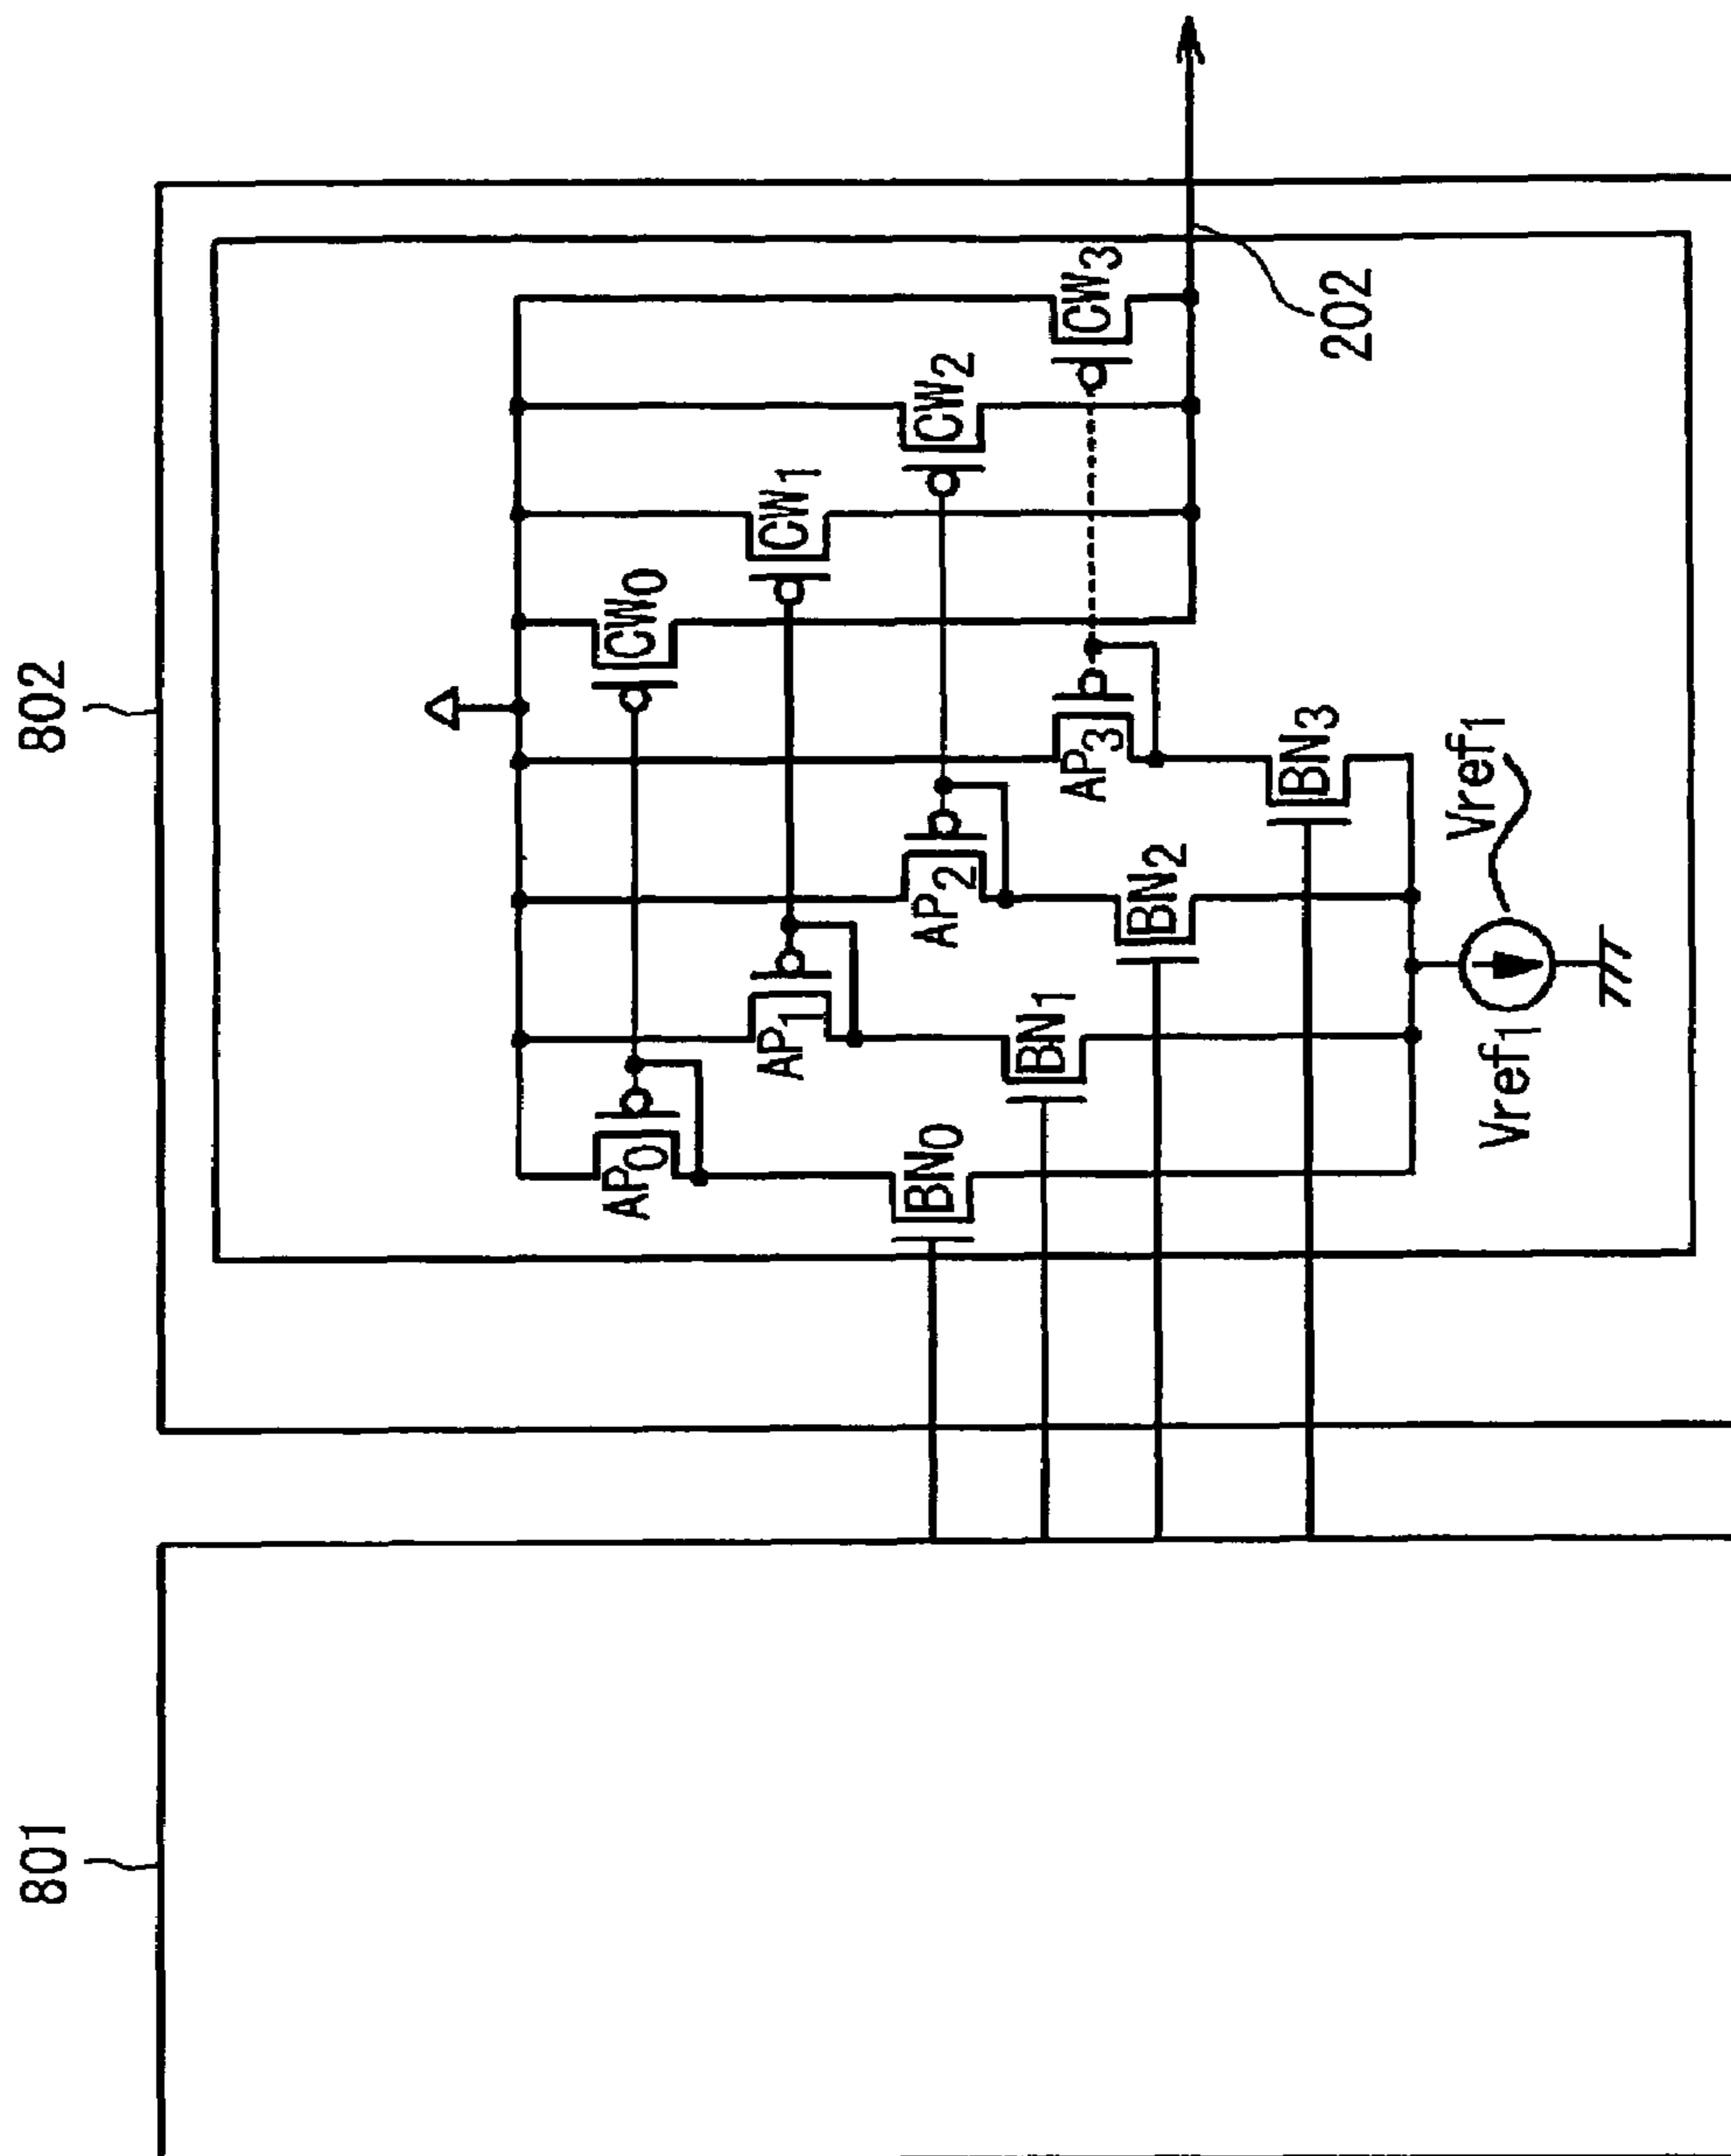 802
801
CW0
CW1
CW2
CW3
202
AP0
AP1
AP2
AP3
BN0
BN1
BN2
BN3
Vref1
Vref1